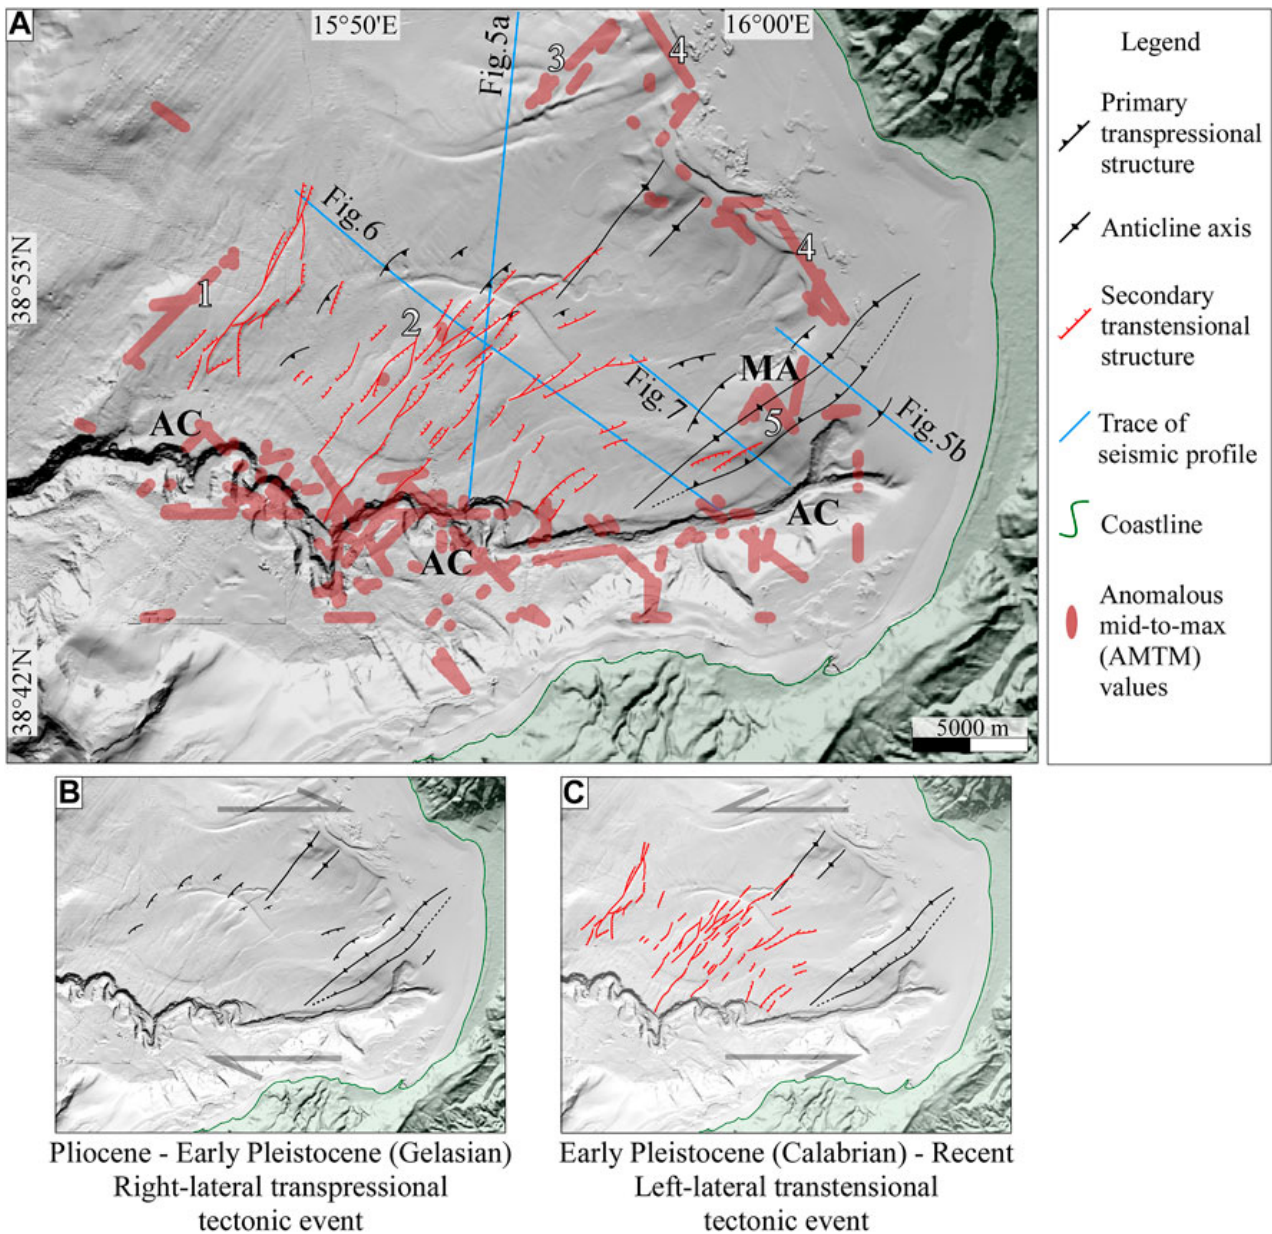 A
15°50'E
16°00'E
Fig.5a
3
4
38°53'N
Fig.6
4
1
2
MA
Fig.7
5
Fig.5b
AC
AC
AC
38°42'N
5000 m
Legend
Primary
transpressional
structure
Anticline axis
Secondary
transtensional
structure
Trace of
seismic profile
Coastline
Anomalous
mid-to-max
(AMTM)
values
B
Pliocene - Early Pleistocene (Gelasian)
Right-lateral transpressional
tectonic event
C
Early Pleistocene (Calabrian) - Recent
Left-lateral transtensional
tectonic event